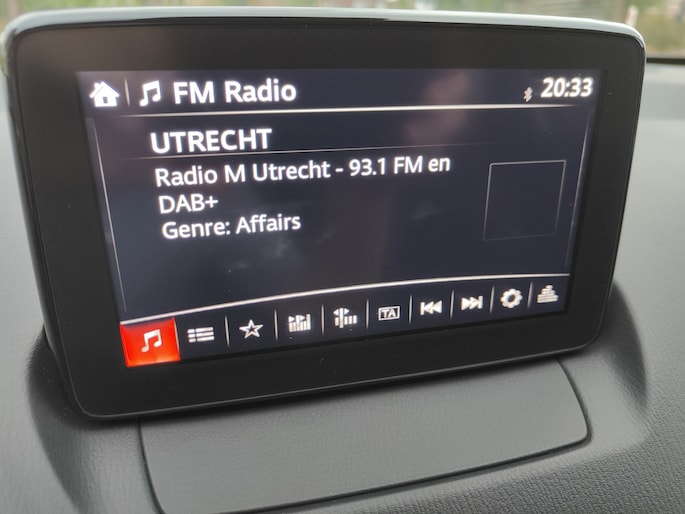 FM Radio
20:33
UTRECHT
Radio M Utrecht - 93.1 FM en
DAB+
Genre: Affairs
TA